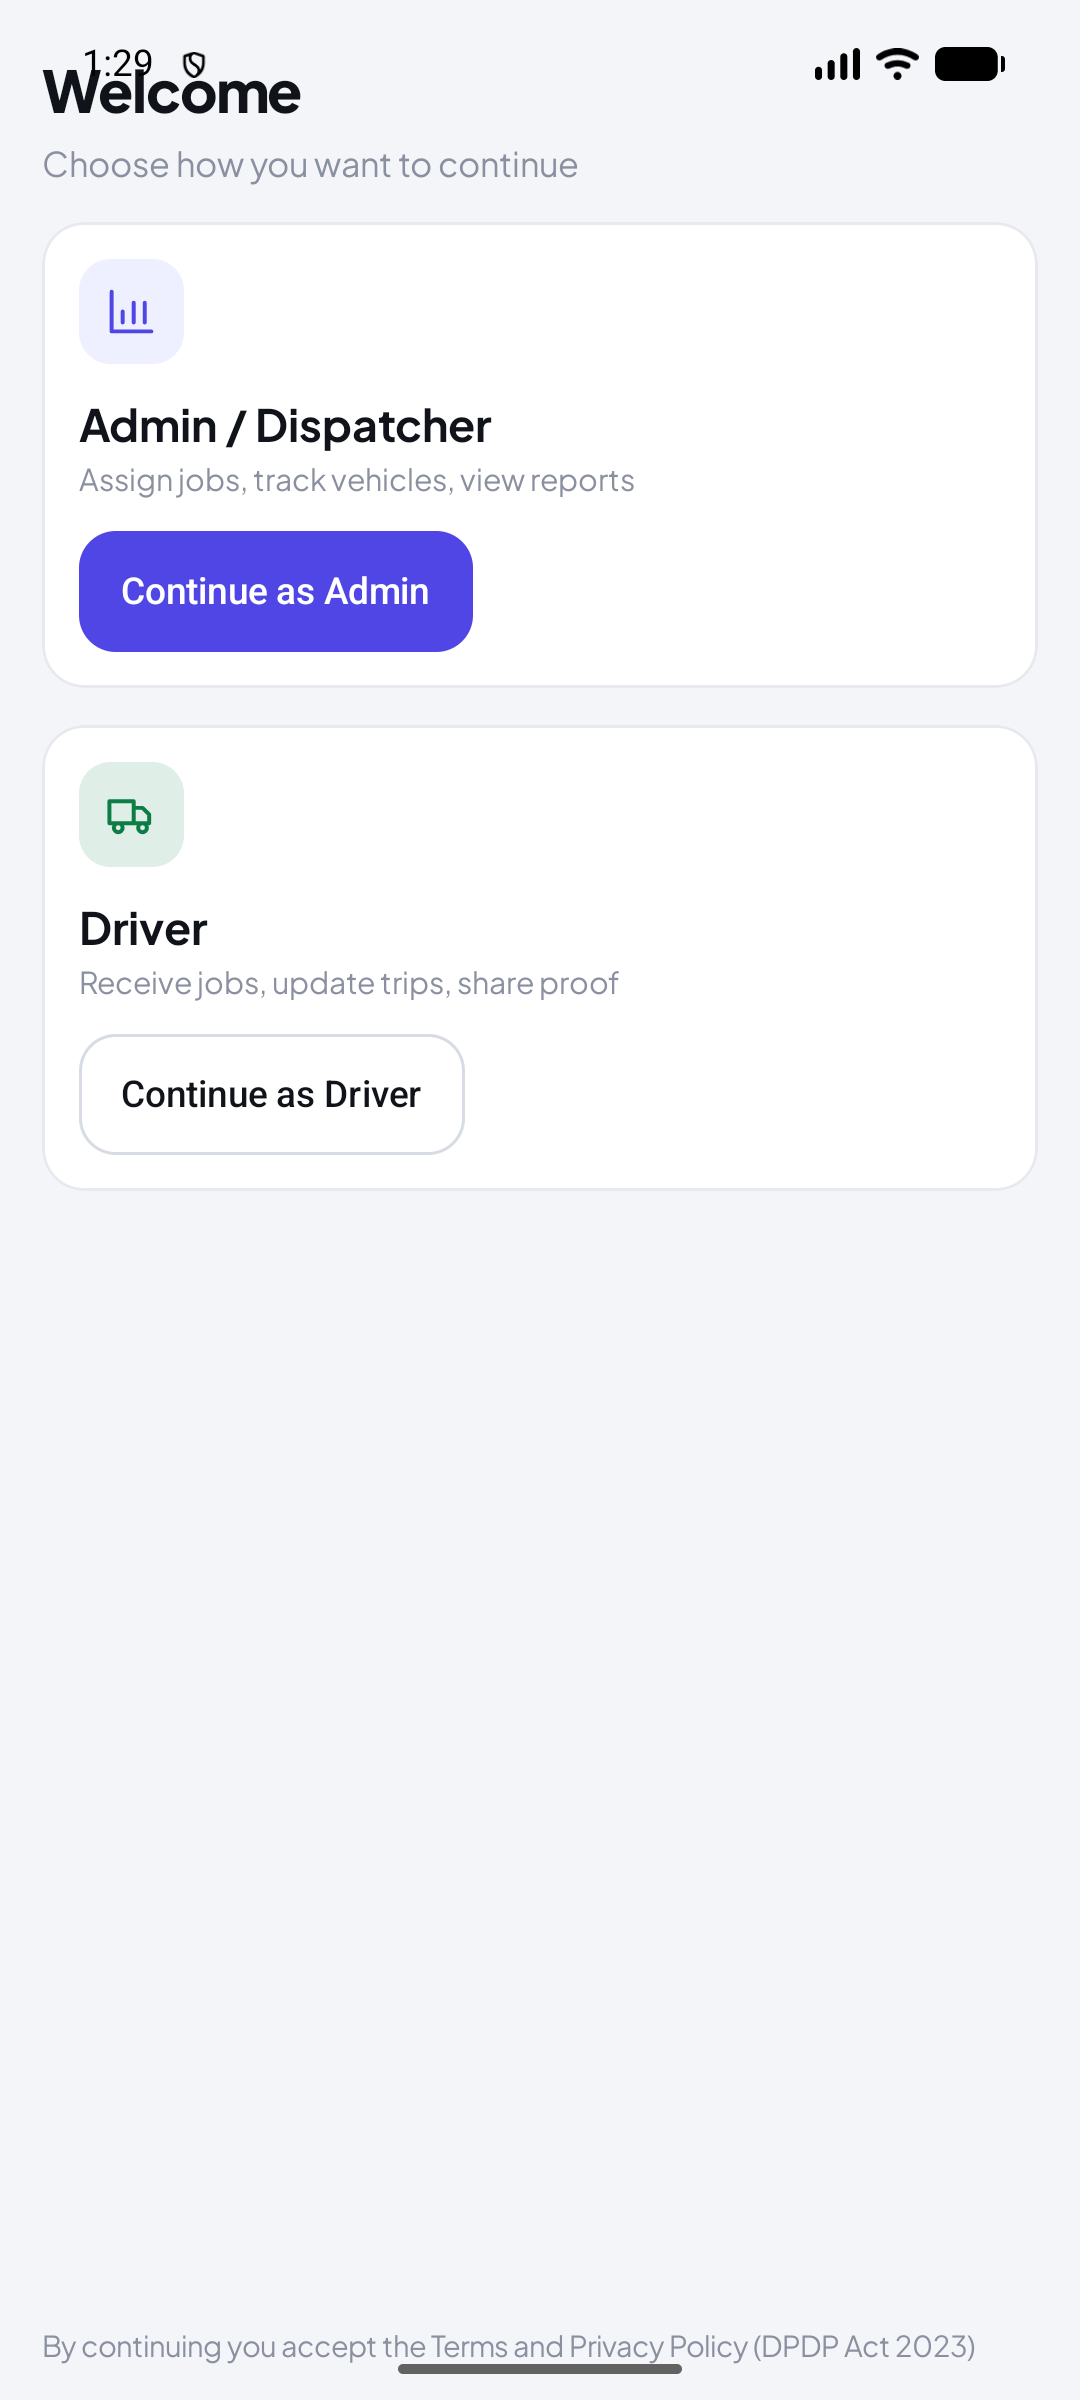 1:29
Welcome
Choose how you want to continue
Admin / Dispatcher
Assign jobs, track vehicles, view reports
Continue as Admin
Driver
Receive jobs, update trips, share proof
Continue as Driver
By continuing you accept the Terms and Privacy Policy (DPDP Act 2023)